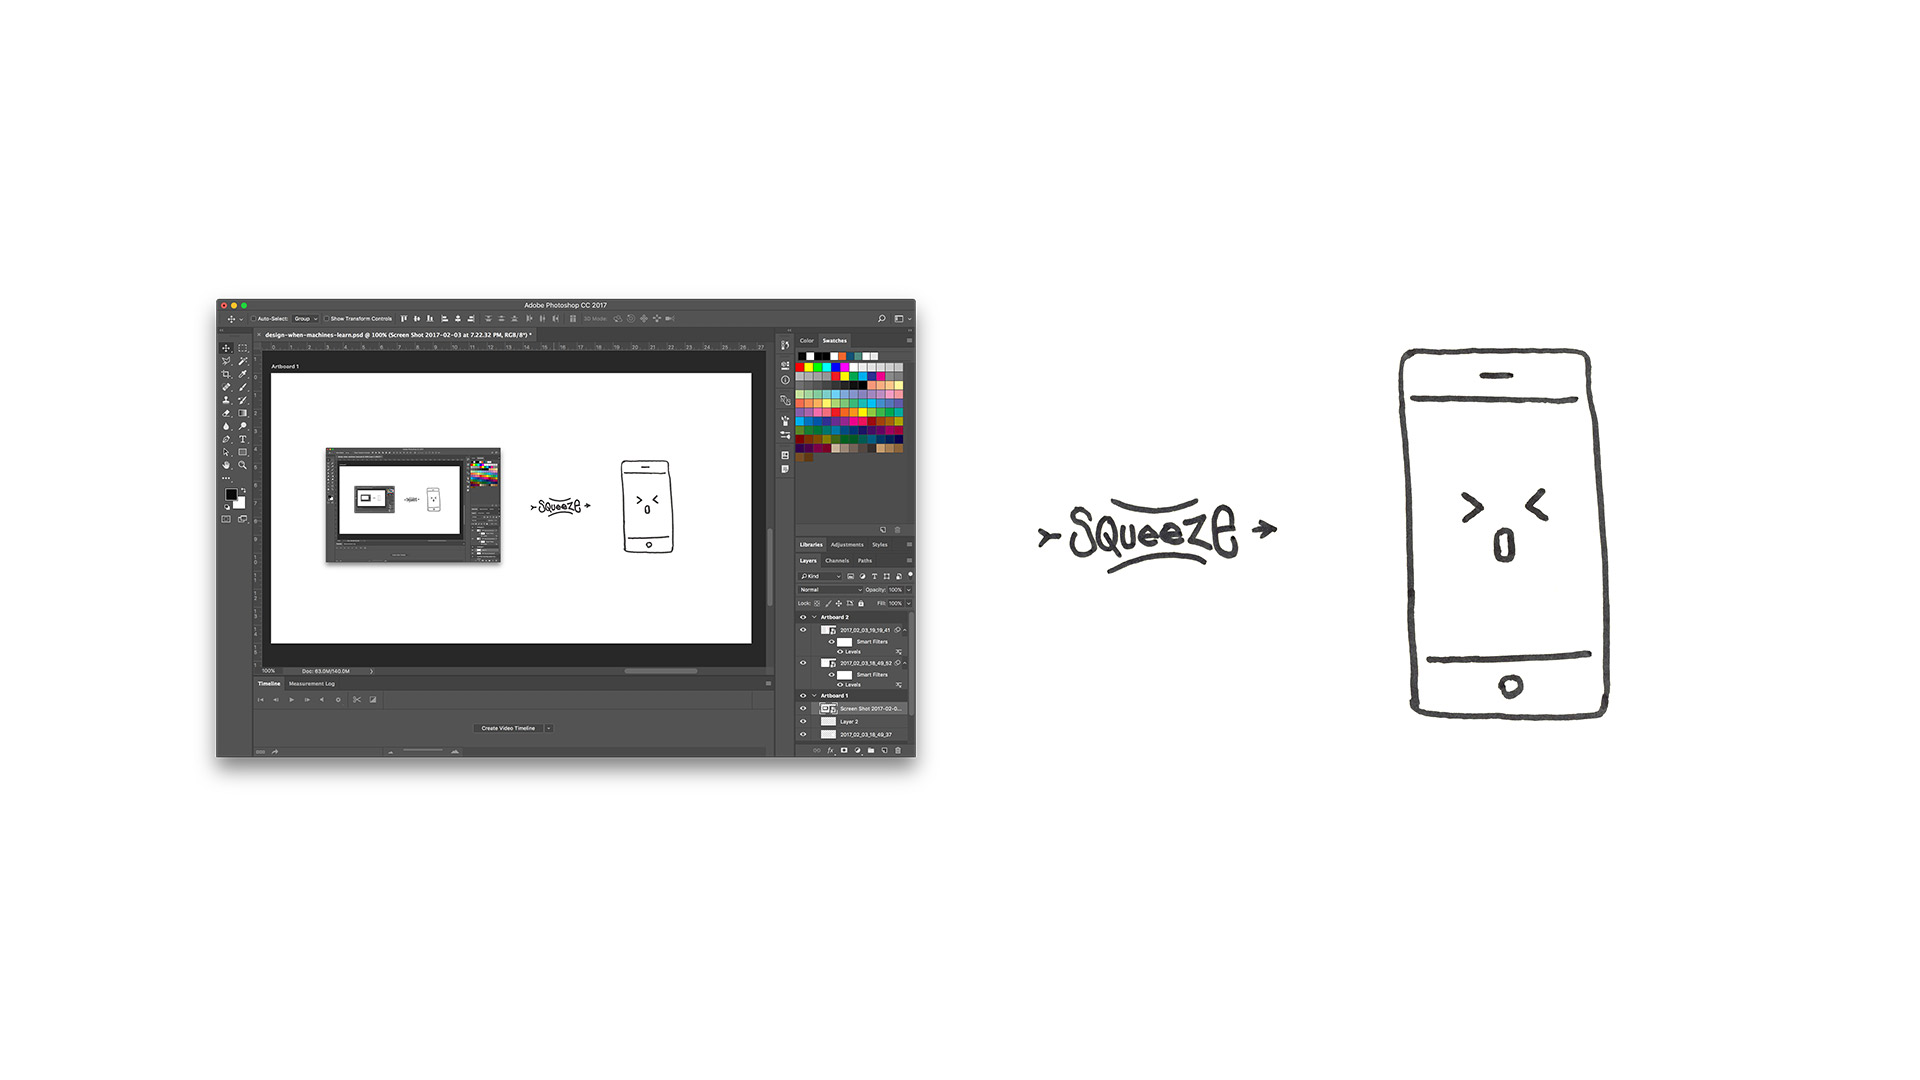 Adobe Photoshop CC 2017
Auto-Select: Group Show Transform Controls 3D Mode:
design-when-machines-learn.psd @ 100% (Screen Shot 2017-02-03 at 7.22.32 PM, RGB/8*) *
Artboard 1
SQueeZE
100% Doc: 63.0M/140.0M
Timeline Measurement Log
Create Video Timeline
Color Swatches
Libraries Adjustments Styles
Layers Channels Paths
Kind
Normal Opacity: 100%
Lock: Fill: 100%
Artboard 2
2017_02_03_19_19_41
Smart Filters
Levels
2017_02_03_18_49_52
Smart Filters
Levels
Artboard 1
Screen Shot 2017-02-0...
Layer 2
2017_02_03_18_49_37
fx
SQueeZE